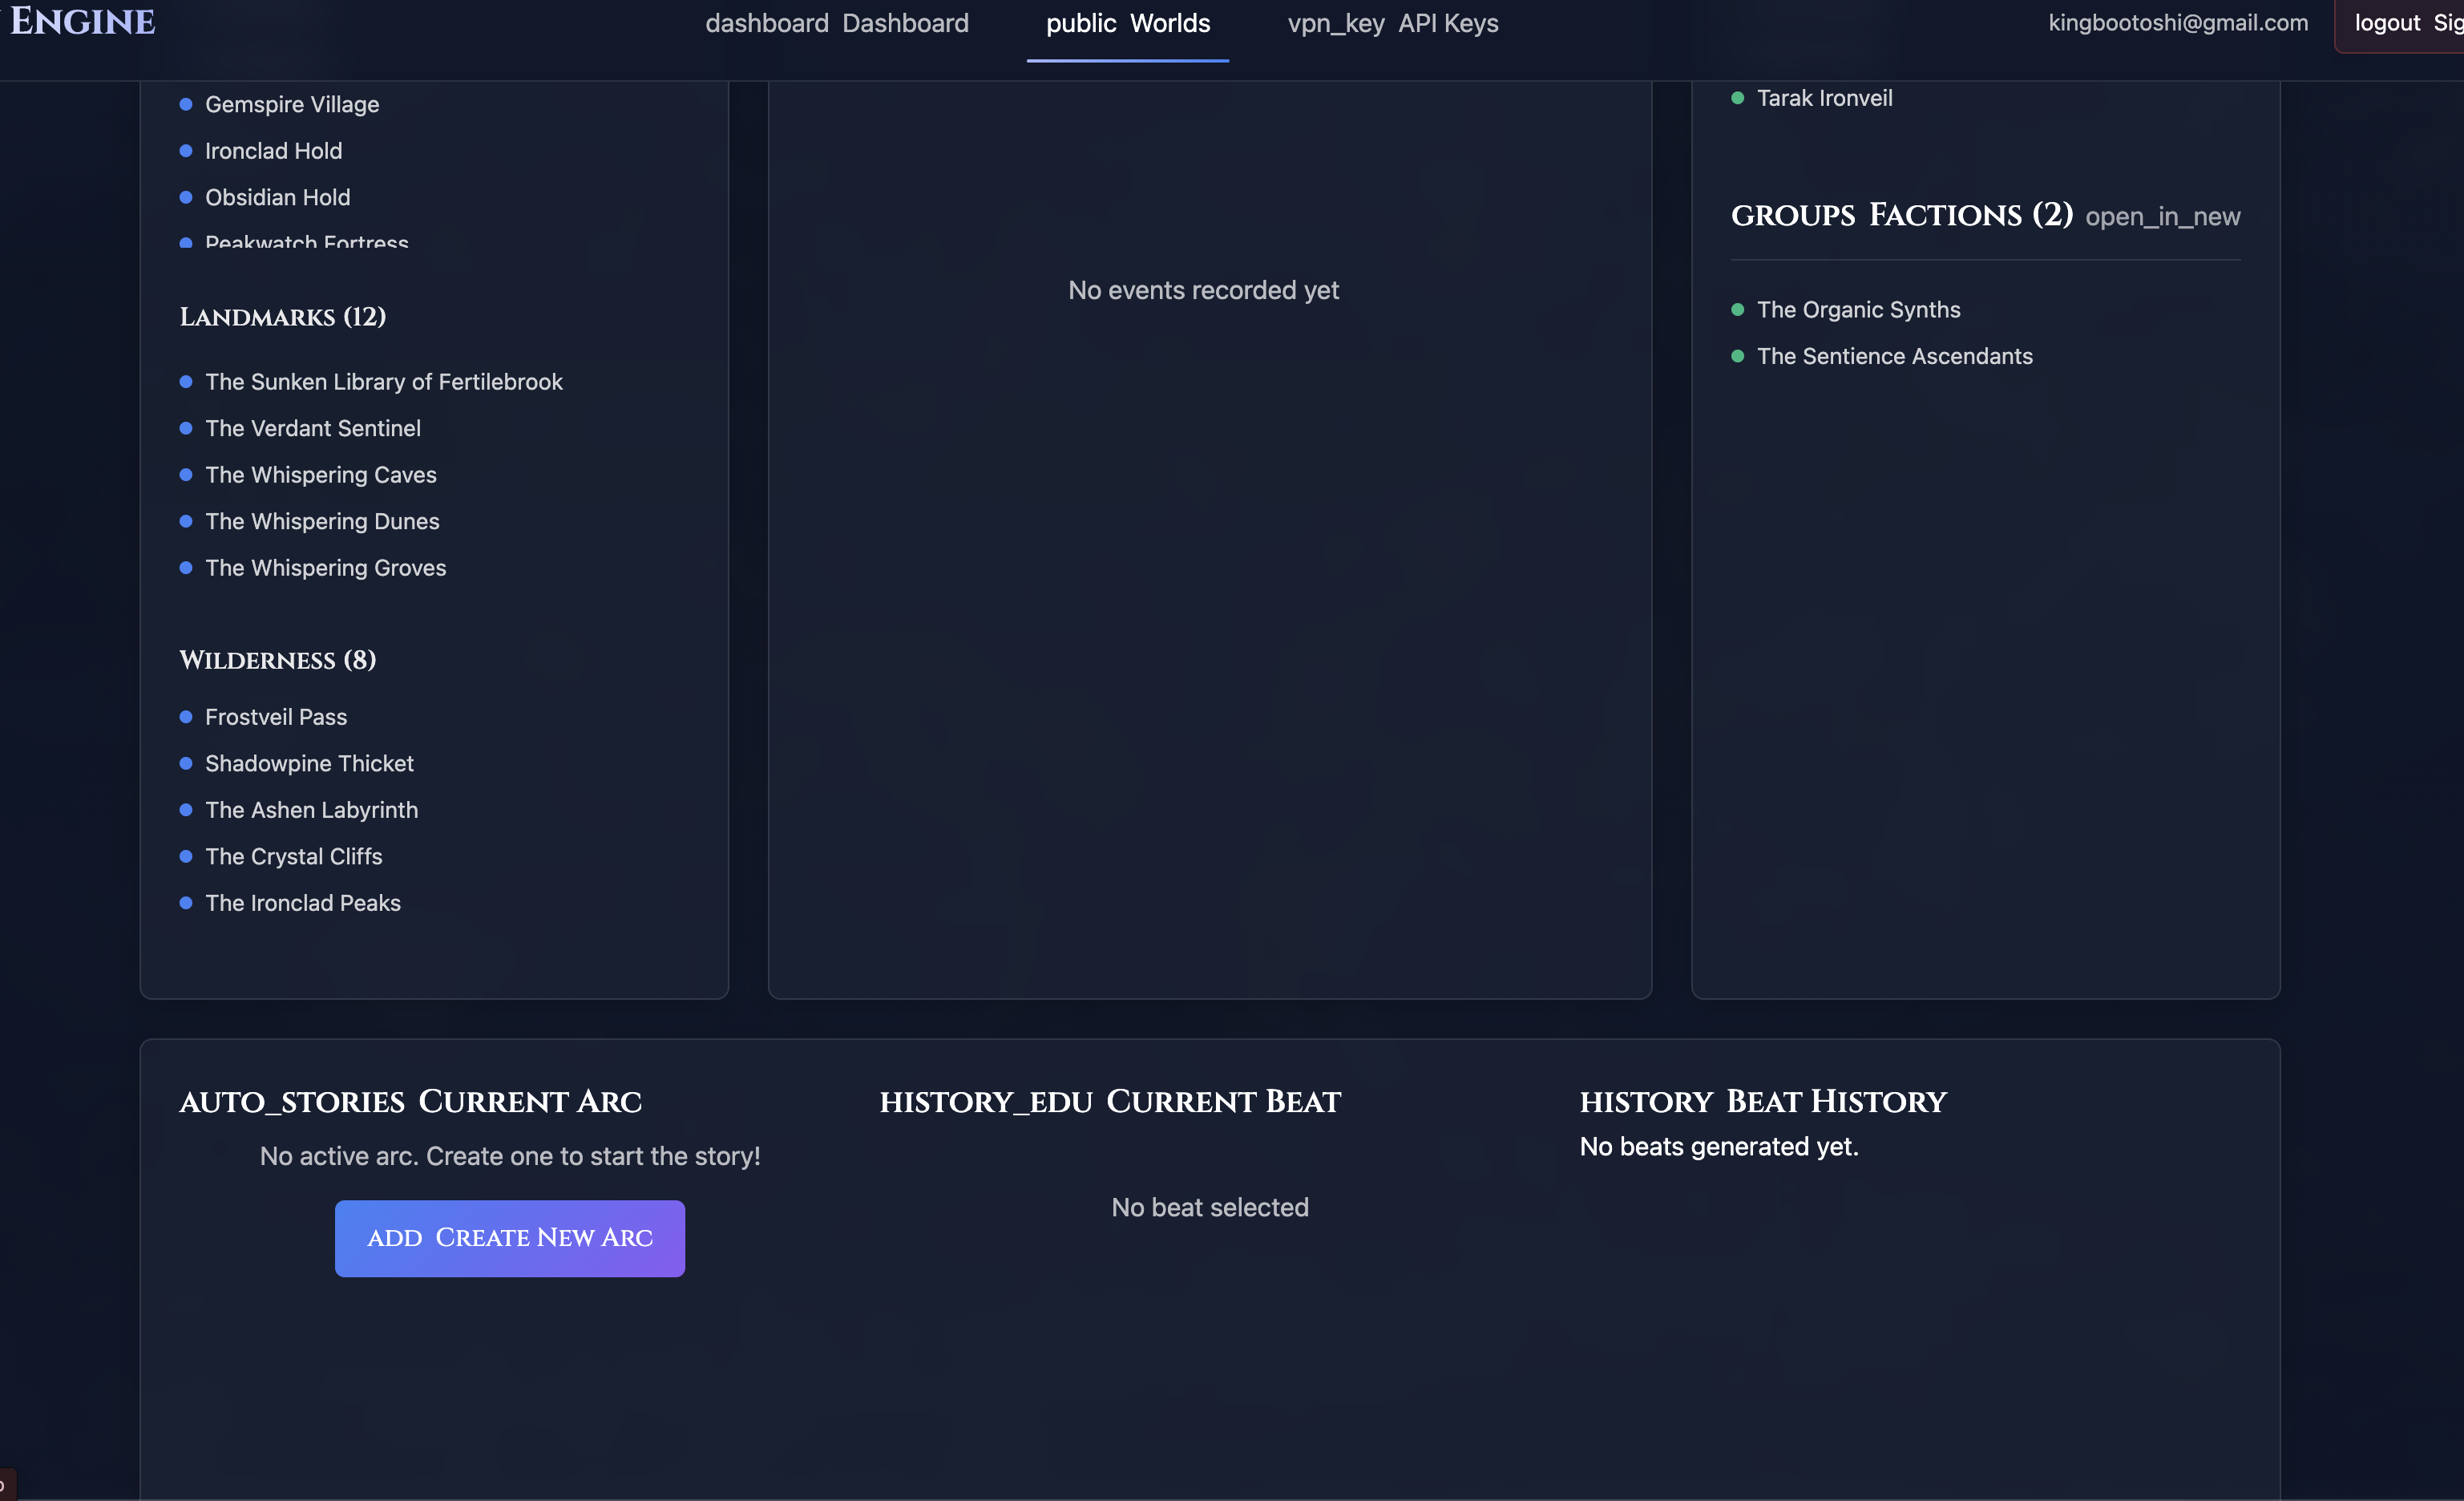 Engine
dashboard Dashboard
public Worlds
vpn_key API Keys
kingbootoshi@gmail.com
logout Sig
Gemspire Village
Ironclad Hold
Obsidian Hold
Peakwatch Fortress
Landmarks (12)
The Sunken Library of Fertilebrook
The Verdant Sentinel
The Whispering Caves
The Whispering Dunes
The Whispering Groves
Wilderness (8)
Frostveil Pass
Shadowpine Thicket
The Ashen Labyrinth
The Crystal Cliffs
The Ironclad Peaks
No events recorded yet
Tarak Ironveil
groups Factions (2) open_in_new
The Organic Synths
The Sentience Ascendants
auto_stories Current Arc
No active arc. Create one to start the story!
add Create New Arc
history_edu Current Beat
No beat selected
history Beat History
No beats generated yet.